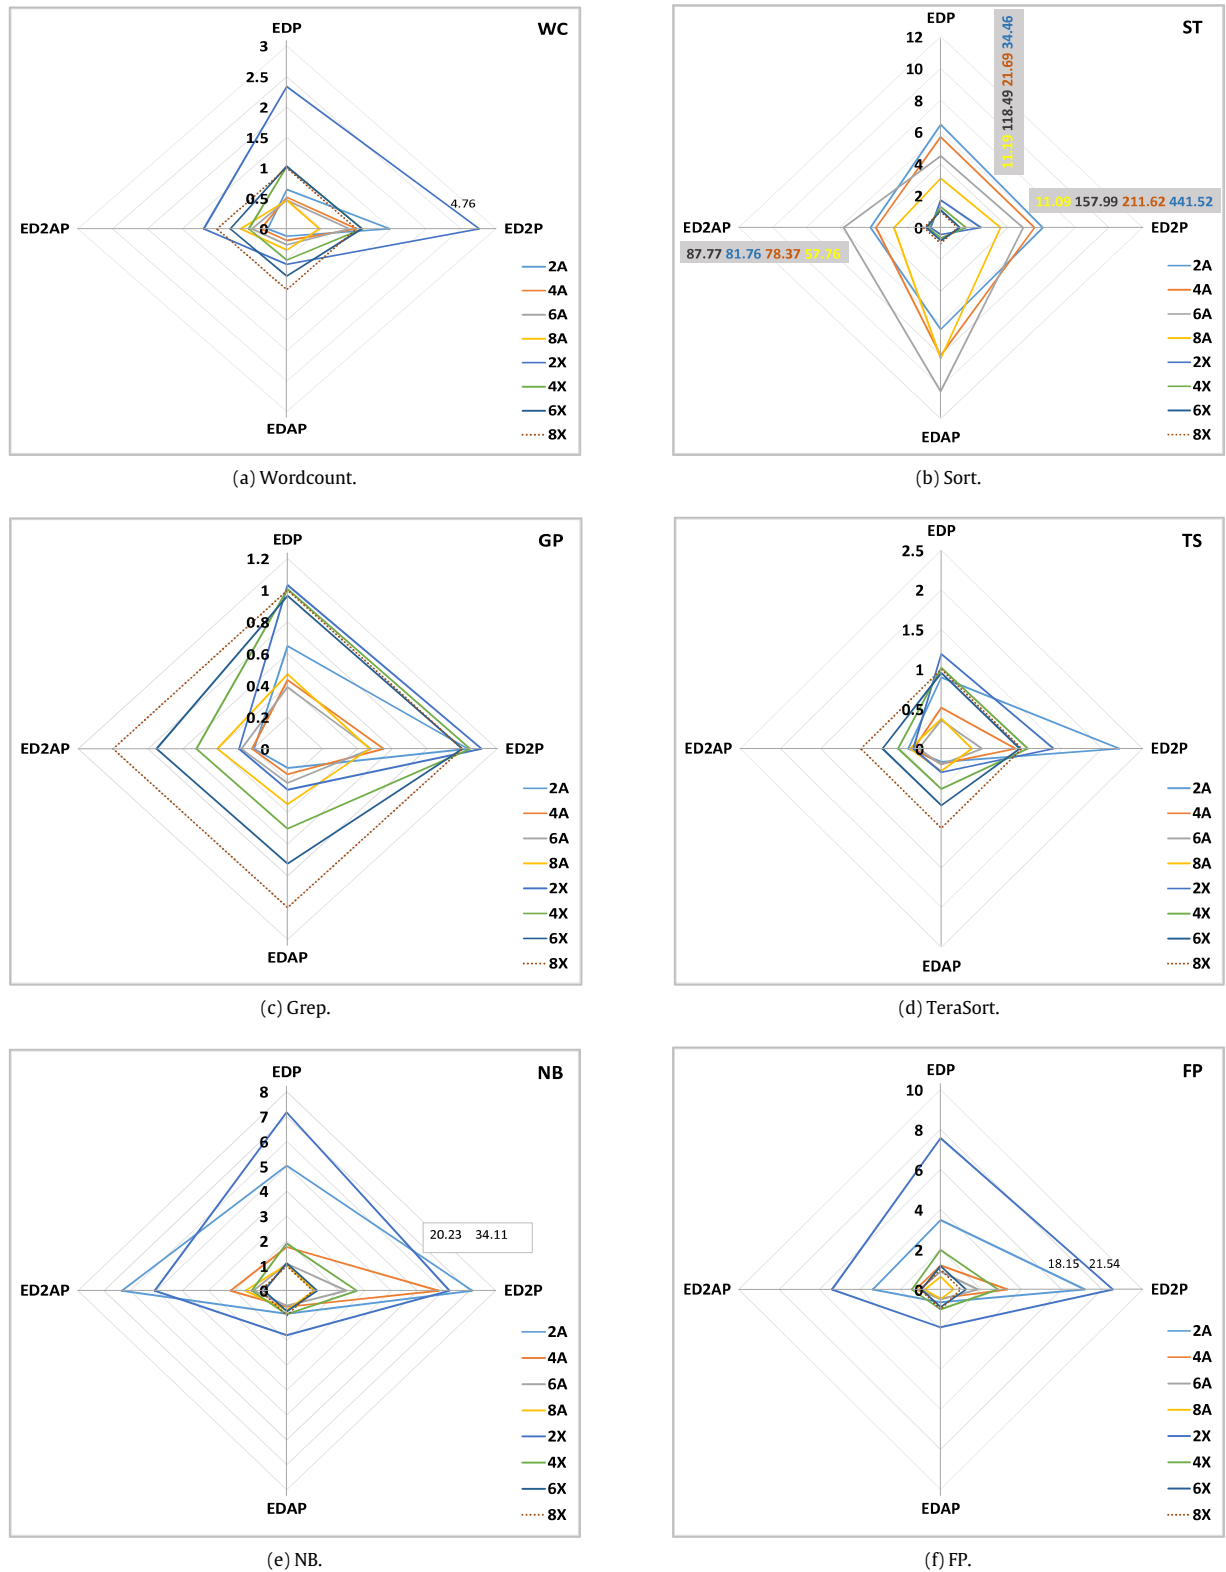 EDP
WC
3
2.5
2
1.5
1
0.5
0
4.76
ED2AP
ED2P
EDAP
2A
4A
6A
8A
2X
4X
6X
8X
(a) Wordcount.
EDP
ST
12
10
8
6
4
2
0
11.19 118.49 21.69 34.46
11.09 157.99 211.62 441.52
ED2AP
ED2P
87.77 81.76 78.37 57.76
EDAP
2A
4A
6A
8A
2X
4X
6X
8X
(b) Sort.
EDP
GP
1.2
1
0.8
0.6
0.4
0.2
0
ED2AP
ED2P
EDAP
2A
4A
6A
8A
2X
4X
6X
8X
(c) Grep.
EDP
TS
2.5
2
1.5
1
0.5
0
ED2AP
ED2P
EDAP
2A
4A
6A
8A
2X
4X
6X
8X
(d) TeraSort.
EDP
NB
8
7
6
5
4
3
2
1
0
20.23 34.11
ED2AP
ED2P
EDAP
2A
4A
6A
8A
2X
4X
6X
8X
(e) NB.
EDP
FP
10
8
6
4
2
0
18.15 21.54
ED2AP
ED2P
EDAP
2A
4A
6A
8A
2X
4X
6X
8X
(f) FP.